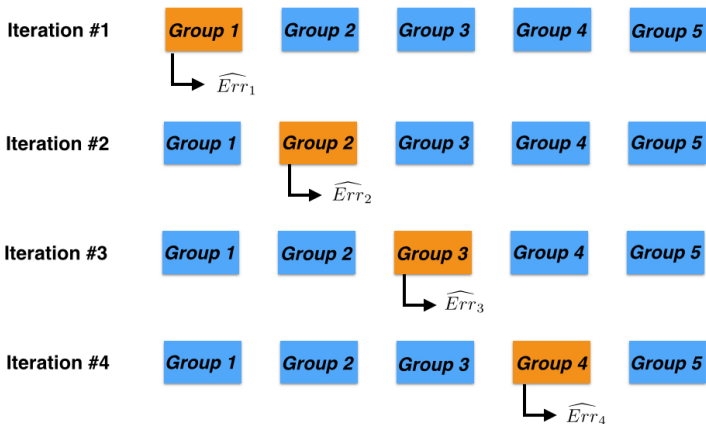 Iteration #1 Group 1 Group 2 Group 3 Group 4 Group 5
$\widehat{Err}_1$
Iteration #2 Group 1 Group 2 Group 3 Group 4 Group 5
$\widehat{Err}_2$
Iteration #3 Group 1 Group 2 Group 3 Group 4 Group 5
$\widehat{Err}_3$
Iteration #4 Group 1 Group 2 Group 3 Group 4 Group 5
$\widehat{Err}_4$